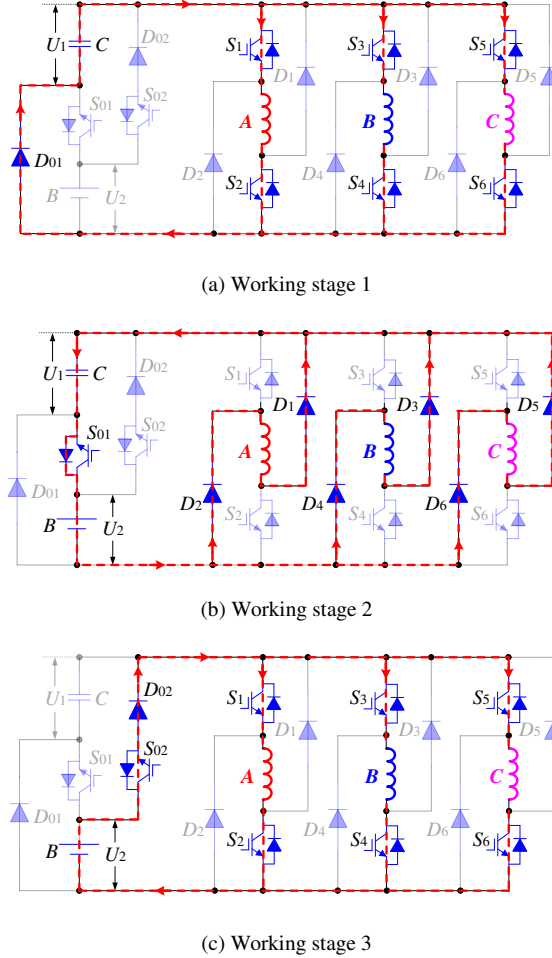 U1 C S1 S3 S5
D02 D1 D3 D5
S01 S02
A B C
D01 D2 D4 D6
S2 S4 S6
B U2
(a) Working stage 1
U1 C D02 S1 S3 S5
D1 D3 D5
S01 S02
A B C
D01 D2 D4 D6
S2 S4 S6
B U2
(b) Working stage 2
U1 C D02 S1 S3 S5
D1 D3 D5
S01 S02
A B C
D01 D2 D4 D6
B U2 S2 S4 S6
(c) Working stage 3